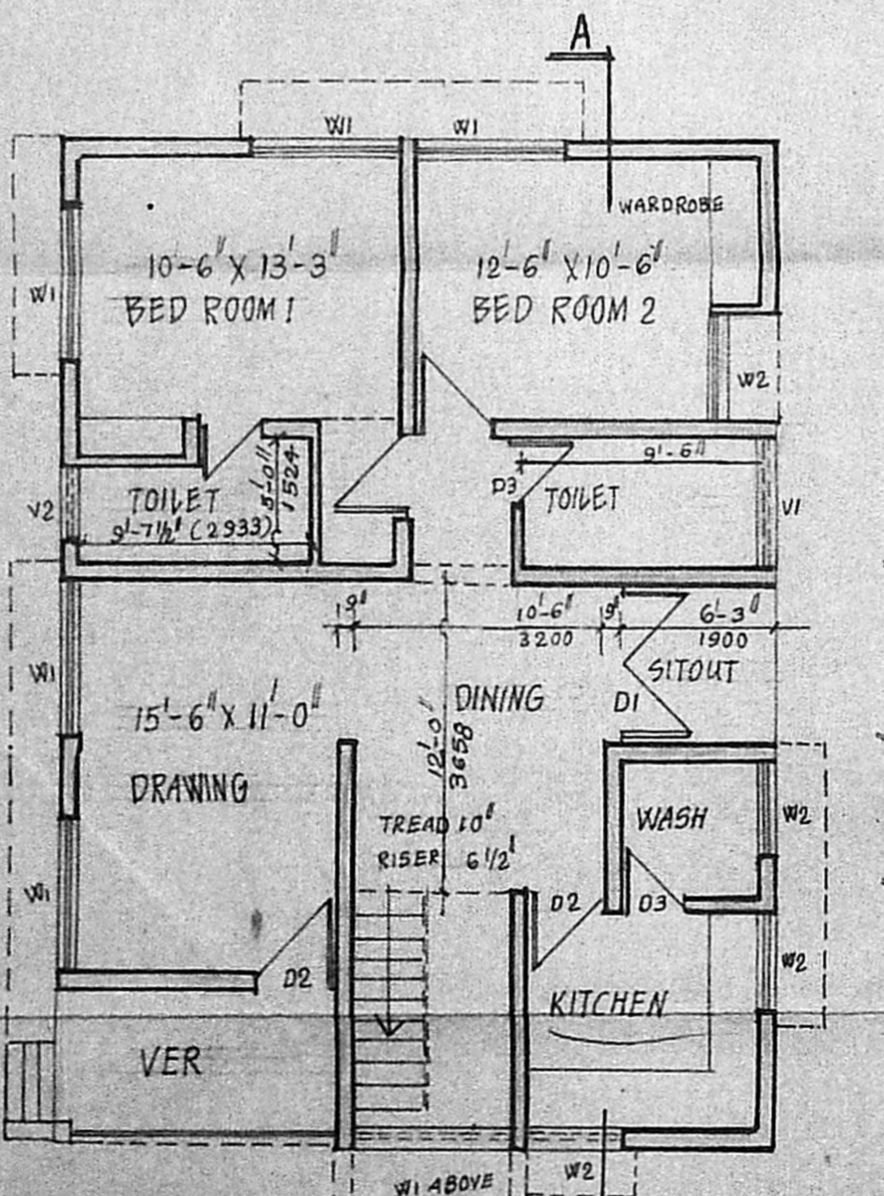 A
W1 W1
WARDROBE
10'-6" X 13'-3"
BED ROOM 1
12'-6" X 10'-6"
BED ROOM 2
W1
W2
TOILET
9'-7½" (2933)
5'-0"
1524
V2
D3
TOILET
9'-6"
V1
9"
10'-6"
3200
9"
6'-3"
1900
W1
15'-6" X 11'-0"
DRAWING
DINING
12'-0"
3658
D1
SITOUT
TREAD 10"
RISER 6 1/2'
WASH
W2
W1
D2
D2
D3
W2
KITCHEN
VER
W1 ABOVE
W2